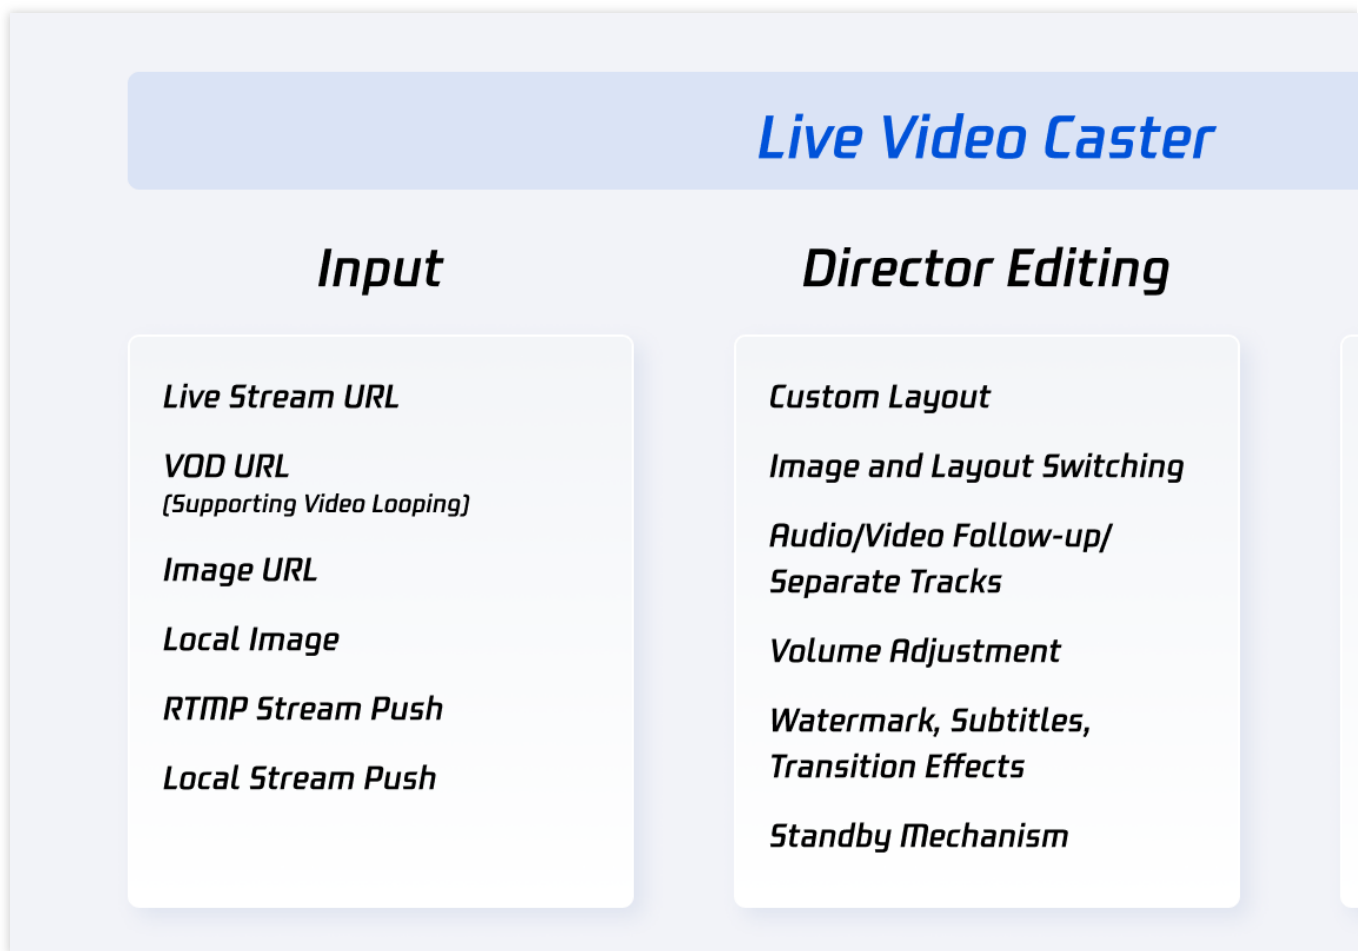 Live Video Caster
Input
Live Stream URL
VOD URL
(Supporting Video Looping)
Image URL
Local Image
RTMP Stream Push
Local Stream Push
Director Editing
Custom Layout
Image and Layout Switching
Audio/Video Follow-up/
Separate Tracks
Volume Adjustment
Watermark, Subtitles,
Transition Effects
Standby Mechanism